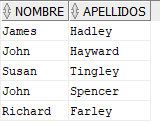 NOMBRE APELLIDOS
James Hadley
John Hayward
Susan Tingley
John Spencer
Richard Farley